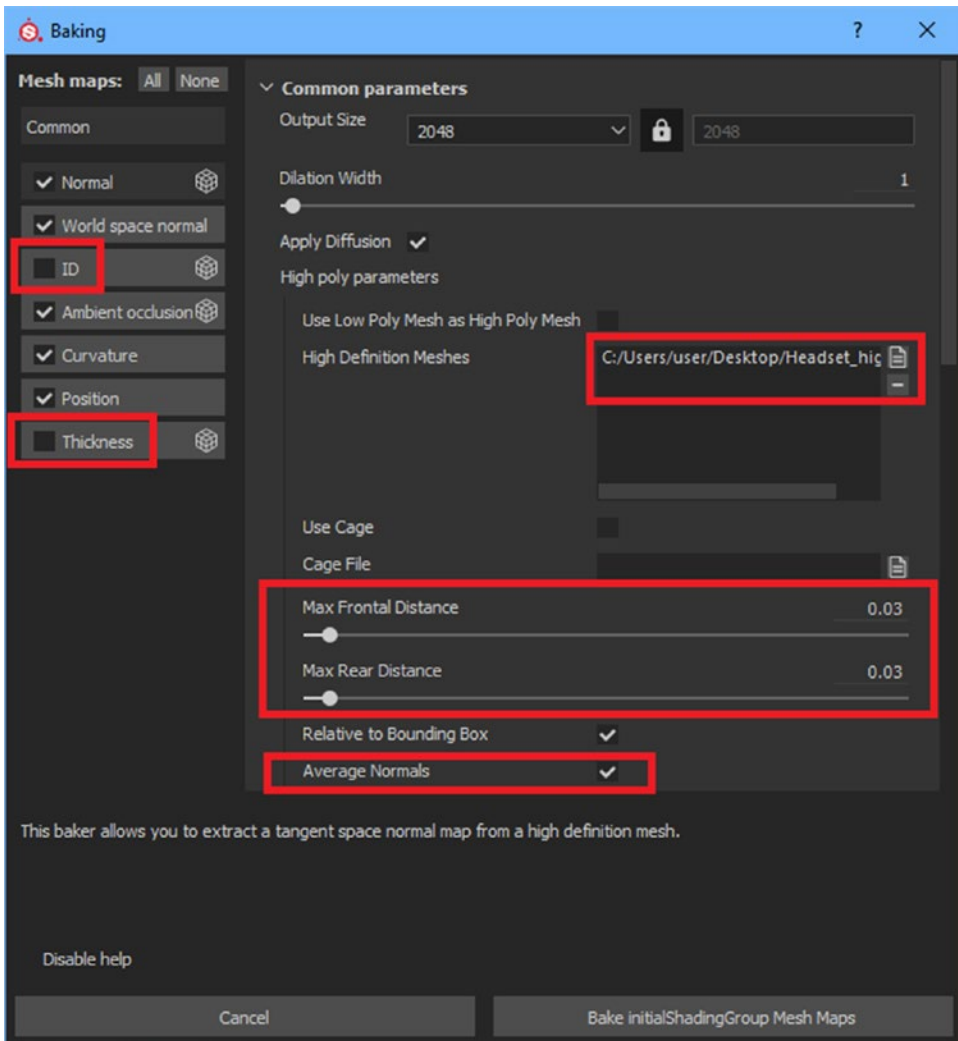 Baking ? ×
Mesh maps: All None
Common
Normal
World space normal
ID
Ambient occlusion
Curvature
Position
Thickness
Common parameters
Output Size 2048 2048
Dilation Width 1
Apply Diffusion
High poly parameters
Use Low Poly Mesh as High Poly Mesh
High Definition Meshes C:/Users/user/Desktop/Headset_hig
Use Cage
Cage File
Max Frontal Distance 0.03
Max Rear Distance 0.03
Relative to Bounding Box
Average Normals
This baker allows you to extract a tangent space normal map from a high definition mesh.
Disable help
Cancel Bake initialShadingGroup Mesh Maps